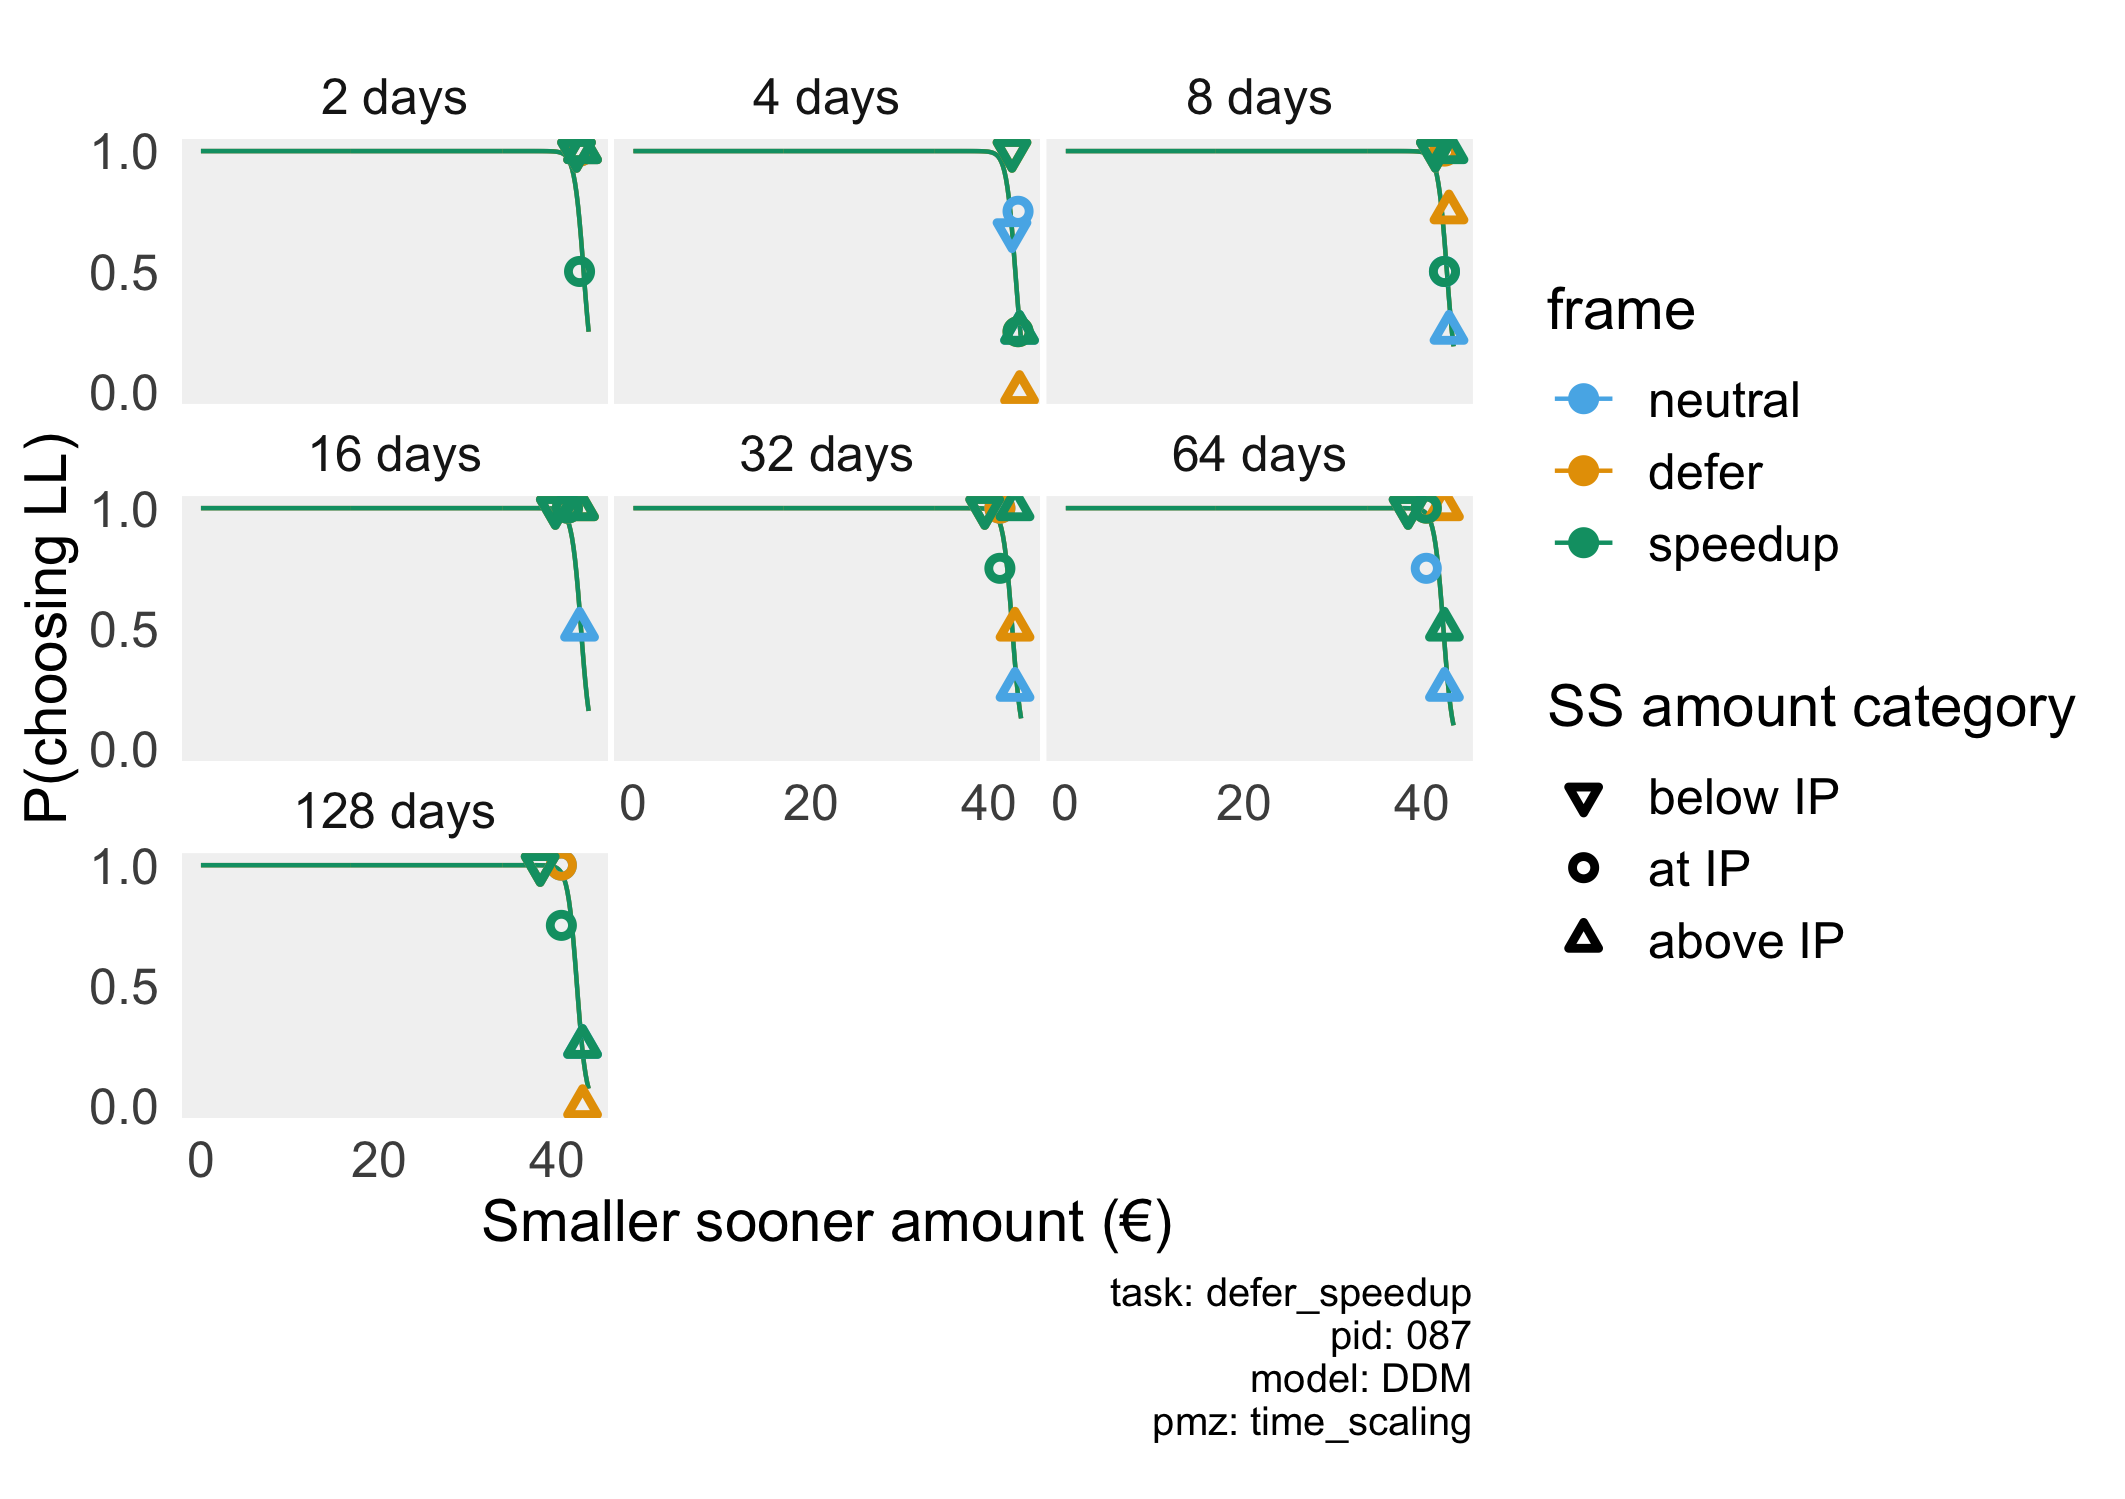 2 days
4 days
8 days
1.0
0.5
0.0
16 days
32 days
64 days
1.0
0.5
0.0
0 20 40
0 20 40
128 days
1.0
0.5
0.0
0 20 40
P(choosing LL)
Smaller sooner amount (€)
frame
neutral
defer
speedup
SS amount category
below IP
at IP
above IP
task: defer_speedup
pid: 087
model: DDM
pmz: time_scaling